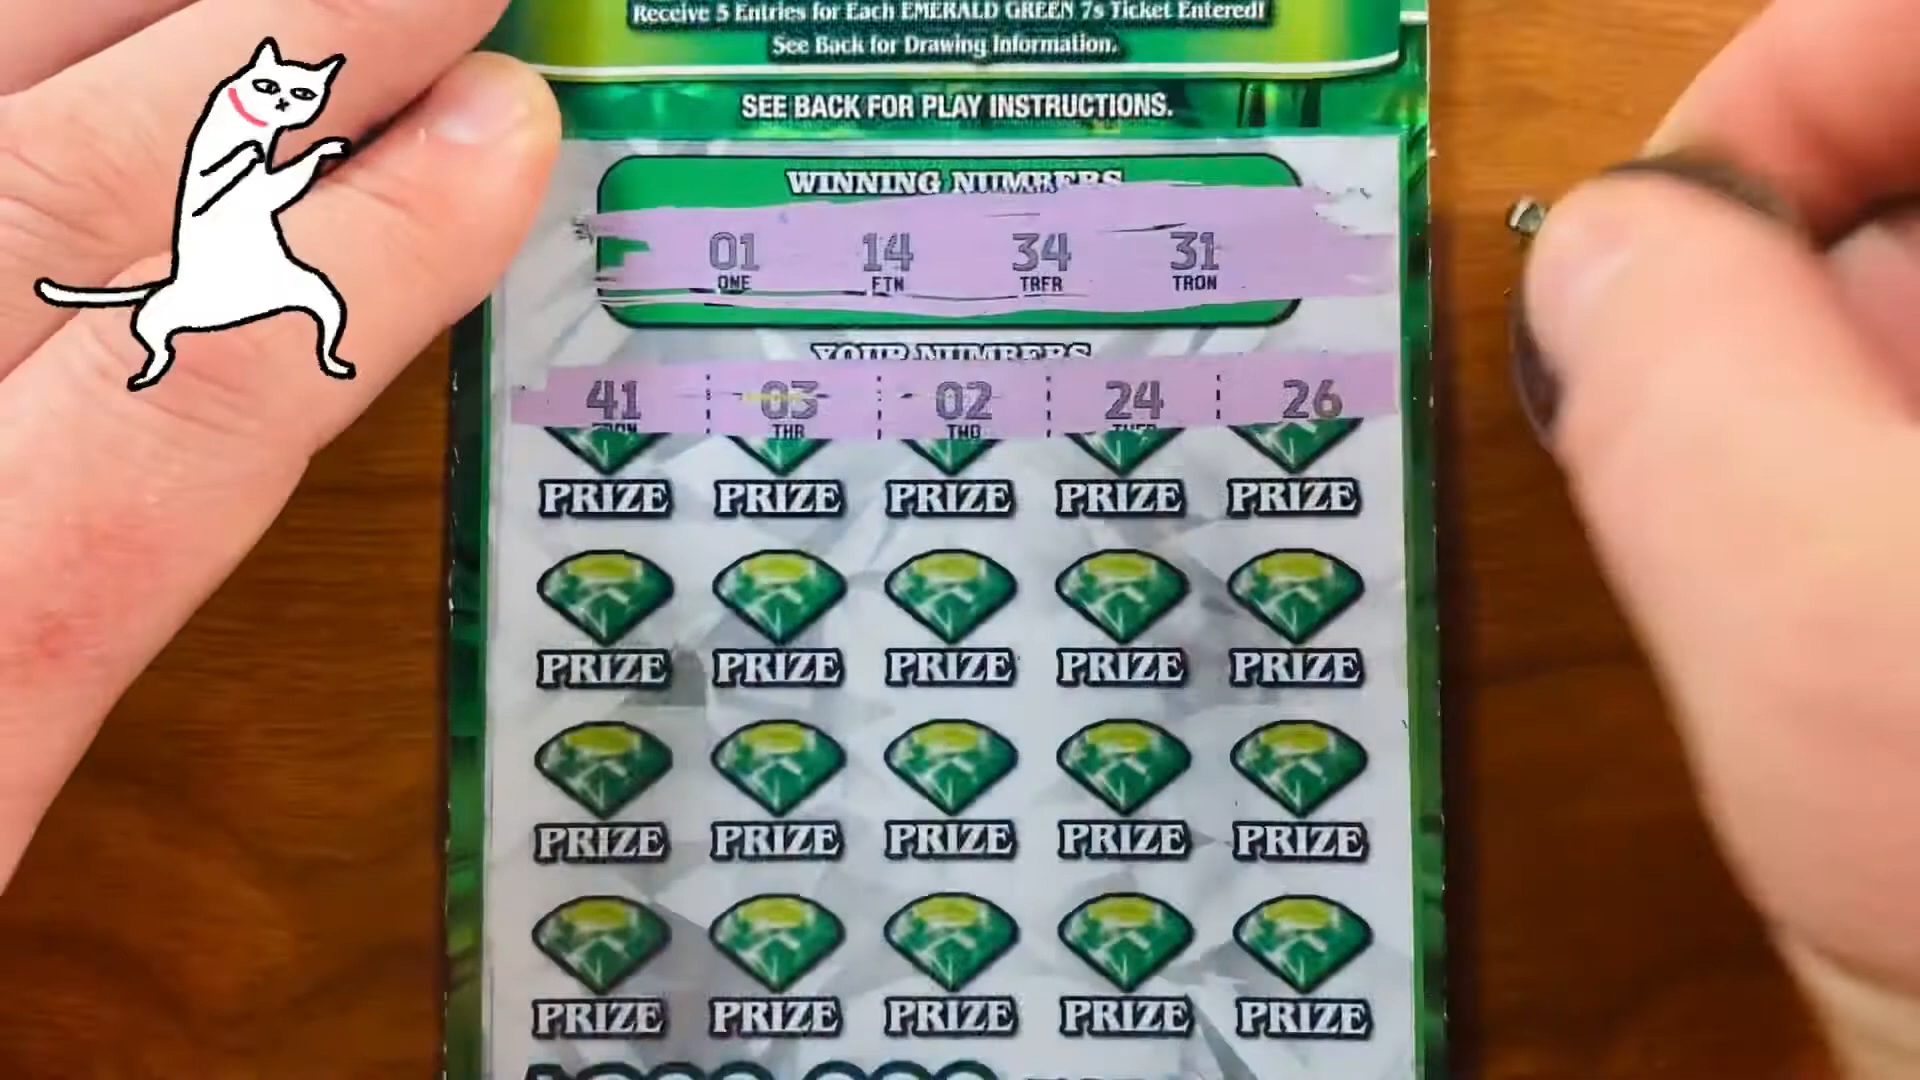 Receive 5 Entries for Each EMERALD GREEN 7s Ticket Entered!
See Back for Drawing Information.
SEE BACK FOR PLAY INSTRUCTIONS.
WINNING NUMBERS
01 14 34 31
ONE FTN TRFR TRON
YOUR NUMBERS
41 03 02 24 26
THR TWO
PRIZE PRIZE PRIZE PRIZE PRIZE
PRIZE PRIZE PRIZE PRIZE PRIZE
PRIZE PRIZE PRIZE PRIZE PRIZE
PRIZE PRIZE PRIZE PRIZE PRIZE